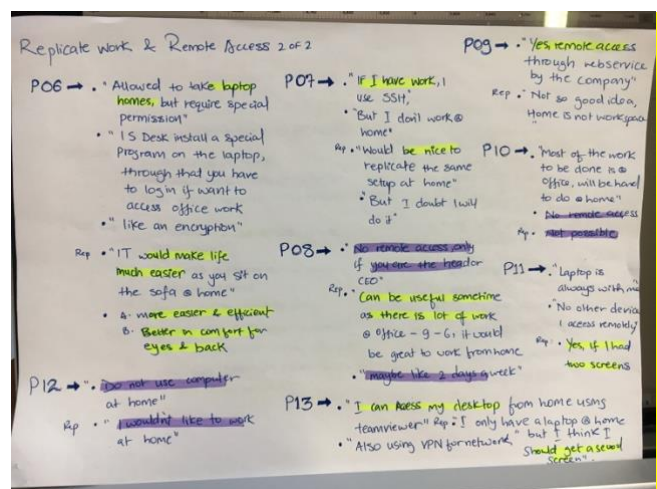 Replicate Work & Remote Access 2 of 2
P06 → • "Allowed to take laptop
homes, but require special
permission"
• "IS Desk install a special
Program on the laptop,
through that you have
to login if want to
access office work
• " like an encryption"
Rep • "IT would make life
much easier as you sit on
the sofa @ home"
• A. more easier & efficient
B. Better in comfort for
eyes & back
P07 → • "If I have work, I
use SSH,"
• "But I don't work @
home"
Rep • "Would be nice to
replicate the same
setup at home"
• "But I doubt I will
do it"
P08 → • "No remote access only
if you are the head or
CEO"
Rep • "Can be useful sometime
as there is lot of work
@ office - 9-6, it would
be great to work from home
• "maybe like 2 days a week"
P09 → • "Yes, remote access
through webservice
by the company"
Rep • "Not so good idea,
Home is not workspace
P10 → • "Most of the work
to be done is @
office, will be hard
to do @ home"
• No remote access
Rp • Not possible
P11 → • "Laptop is
always with me
• "No other device
I access remotely
Rep • Yes, if I had
two screens
P12 → " • Do not use computer
at home"
Rep • "I wouldn't like to work
at home"
P13 → • "I can Acess my desktop from home using
teamviewer" Rep • I only have a laptop @ home
• "Also using VPN for network" but I think I
should get a second
screen"